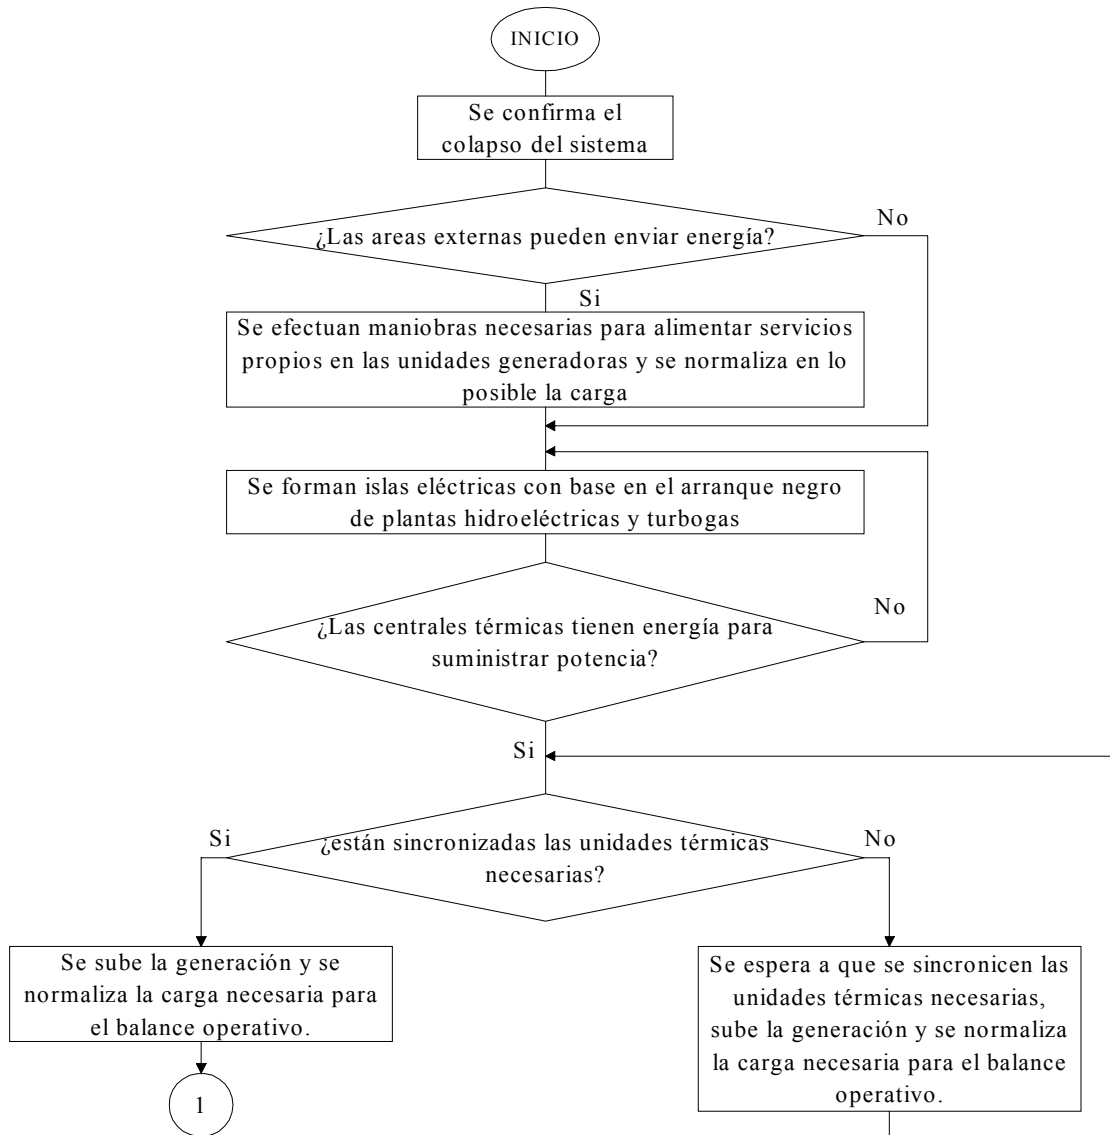 INICIO
Se confirma el
colapso del sistema
¿Las areas externas pueden enviar energía?
No
Si
Se efectuan maniobras necesarias para alimentar servicios
propios en las unidades generadoras y se normaliza en lo
posible la carga
Se forman islas eléctricas con base en el arranque negro
de plantas hidroeléctricas y turbogas
¿Las centrales térmicas tienen energía para
suministrar potencia?
No
Si
¿están sincronizadas las unidades térmicas
necesarias?
Si
No
Se sube la generación y se
normaliza la carga necesaria para
el balance operativo.
1
Se espera a que se sincronicen las
unidades térmicas necesarias,
sube la generación y se normaliza
la carga necesaria para el balance
operativo.